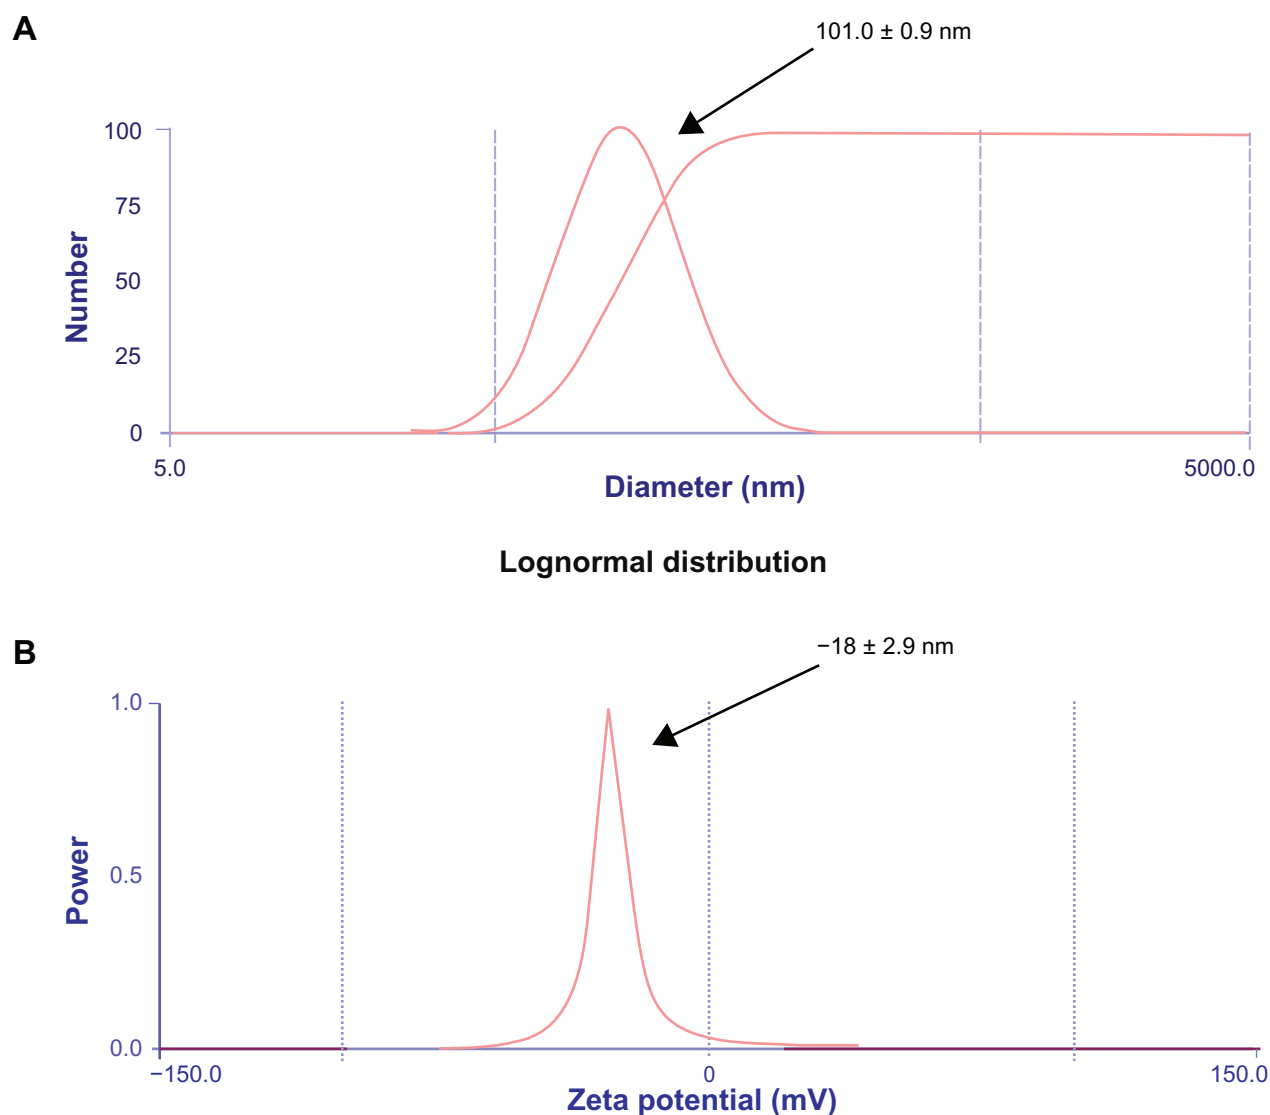 A
101.0 ± 0.9 nm
100
75
50
25
0
Number
5.0
5000.0
Diameter (nm)
Lognormal distribution
B
−18 ± 2.9 nm
1.0
0.5
0.0
Power
−150.0
0
150.0
Zeta potential (mV)